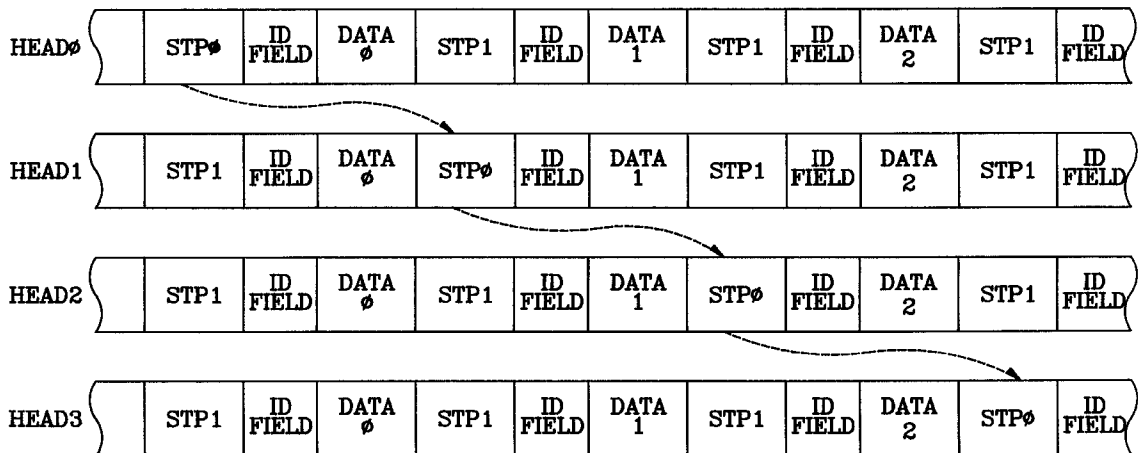 HEADø STPø ID FIELD DATA ø STP1 ID FIELD DATA 1 STP1 ID FIELD DATA 2 STP1 ID FIELD
HEAD1 STP1 ID FIELD DATA ø STPø ID FIELD DATA 1 STP1 ID FIELD DATA 2 STP1 ID FIELD
HEAD2 STP1 ID FIELD DATA ø STP1 ID FIELD DATA 1 STPø ID FIELD DATA 2 STP1 ID FIELD
HEAD3 STP1 ID FIELD DATA ø STP1 ID FIELD DATA 1 STP1 ID FIELD DATA 2 STPø ID FIELD